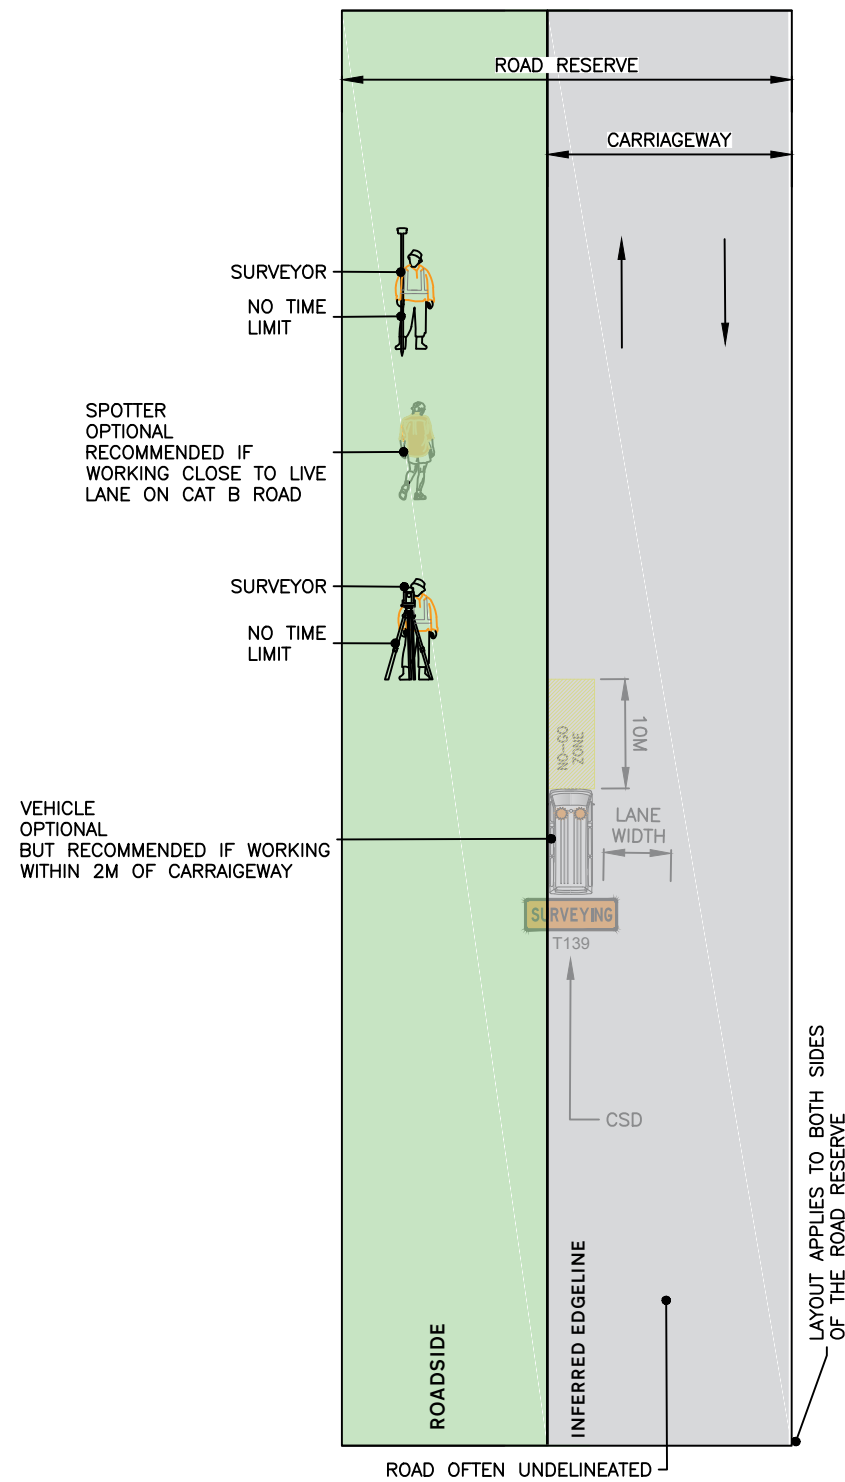 ROAD RESERVE
CARRIAGEWAY
SURVEYOR
NO TIME
LIMIT
SPOTTER
OPTIONAL
RECOMMENDED IF
WORKING CLOSE TO LIVE
LANE ON CAT B ROAD
SURVEYOR
NO TIME
LIMIT
NO-GO
ZONE
10M
VEHICLE
OPTIONAL
BUT RECOMMENDED IF WORKING
WITHIN 2M OF CARRAIGEWAY
LANE
WIDTH
SURVEYING
T139
CSD
LAYOUT APPLIES TO BOTH SIDES
OF THE ROAD RESERVE
ROADSIDE
INFERRED EDGELINE
ROAD OFTEN UNDELINEATED